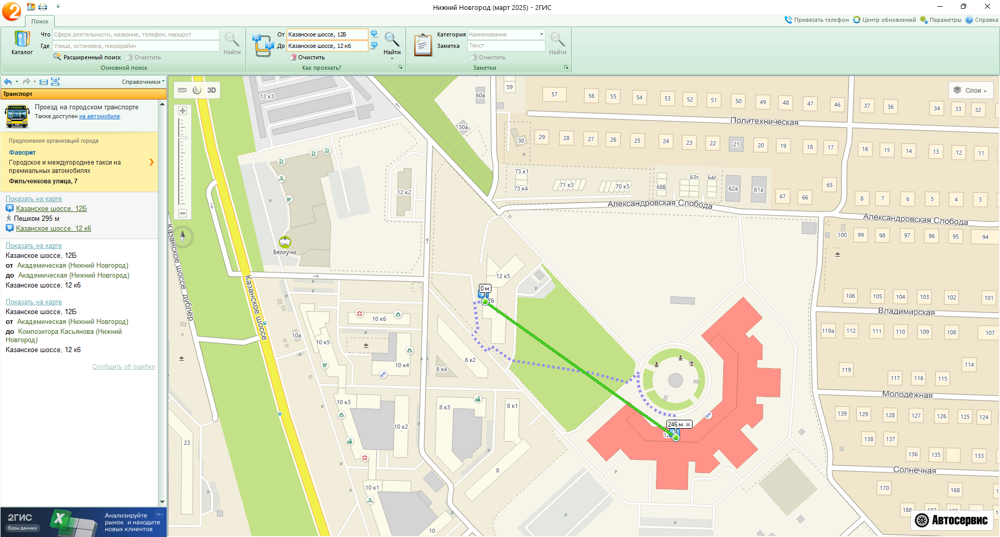 Нижний Новгород (март 2025) - 2ГИС
Поиск
Привязать телефон
Центр обновлений
Параметры
Справка
Каталог
Что
Сфера деятельности, название, телефон, маршрут
Где
Улица, остановка, микрорайон
Найти
Расширенный поиск
Очистить
Основной поиск
От
Казанское шоссе, 12Б
До
Казанское шоссе, 12 к6
Найти
Очистить
Как проехать?
Категория
Наименование
Заметка
Текст
Найти
Очистить
Заметки
Справочники
Транспорт
Проезд на городском транспорте
Также доступен на автомобиле.
Предложения организаций города
Фаворит
Городское и междугороднее такси на
премиальных автомобилях
Фильченкова улица, 7
Показать на карте
A Казанское шоссе, 12Б
Пешком 295 м
B Казанское шоссе, 12 к6
Показать на карте
Казанское шоссе, 12Б
от Академическая (Нижний Новгород)
до Академическая (Нижний Новгород)
Казанское шоссе, 12 к6
Показать на карте
Казанское шоссе, 12Б
от Академическая (Нижний Новгород)
до Композитора Касьянова (Нижний
Новгород)
Казанское шоссе, 12 к6
Сообщить об ошибке
2ГИС
Базы данных
Анализируйте
рынок и находите
новых клиентов
18+
3D
Слои
12 к3
60а
59
57
56
55
54
53
52
51
50
49
48
47
46
37
36
34
33
32
Политехническая
30а
30
29
28
27
26
25
24
23
22
21
20
19
18
17
16
15
14
13
12
11
P
73 к1
73 к4
71 к3
70 к5
68Б
63г
64г
62а
61а
67
66
65
8
7
6
5
4
3
12 к2
Александровская Слобода
Александровская Слобода
100
99
98
97
96
95
94
Беллучи
Казанское шоссе дублёр
Казанское шоссе
12 к5
0 м
2Б
106
105
104
103
102
101
Владимирская
10 к6
10а
10 к5
10 к4
8 к2
8 к4
119а
112
111
110
109
108
107
119
114
117
116
115
Молодёжная
10 к3
8 к3
8 к1
10 к2
246 м
139
129
128
127
126
125
124
23
138
137
136
135
133
8
Солнечная
10 к1
170
168
188
10
Автосервис